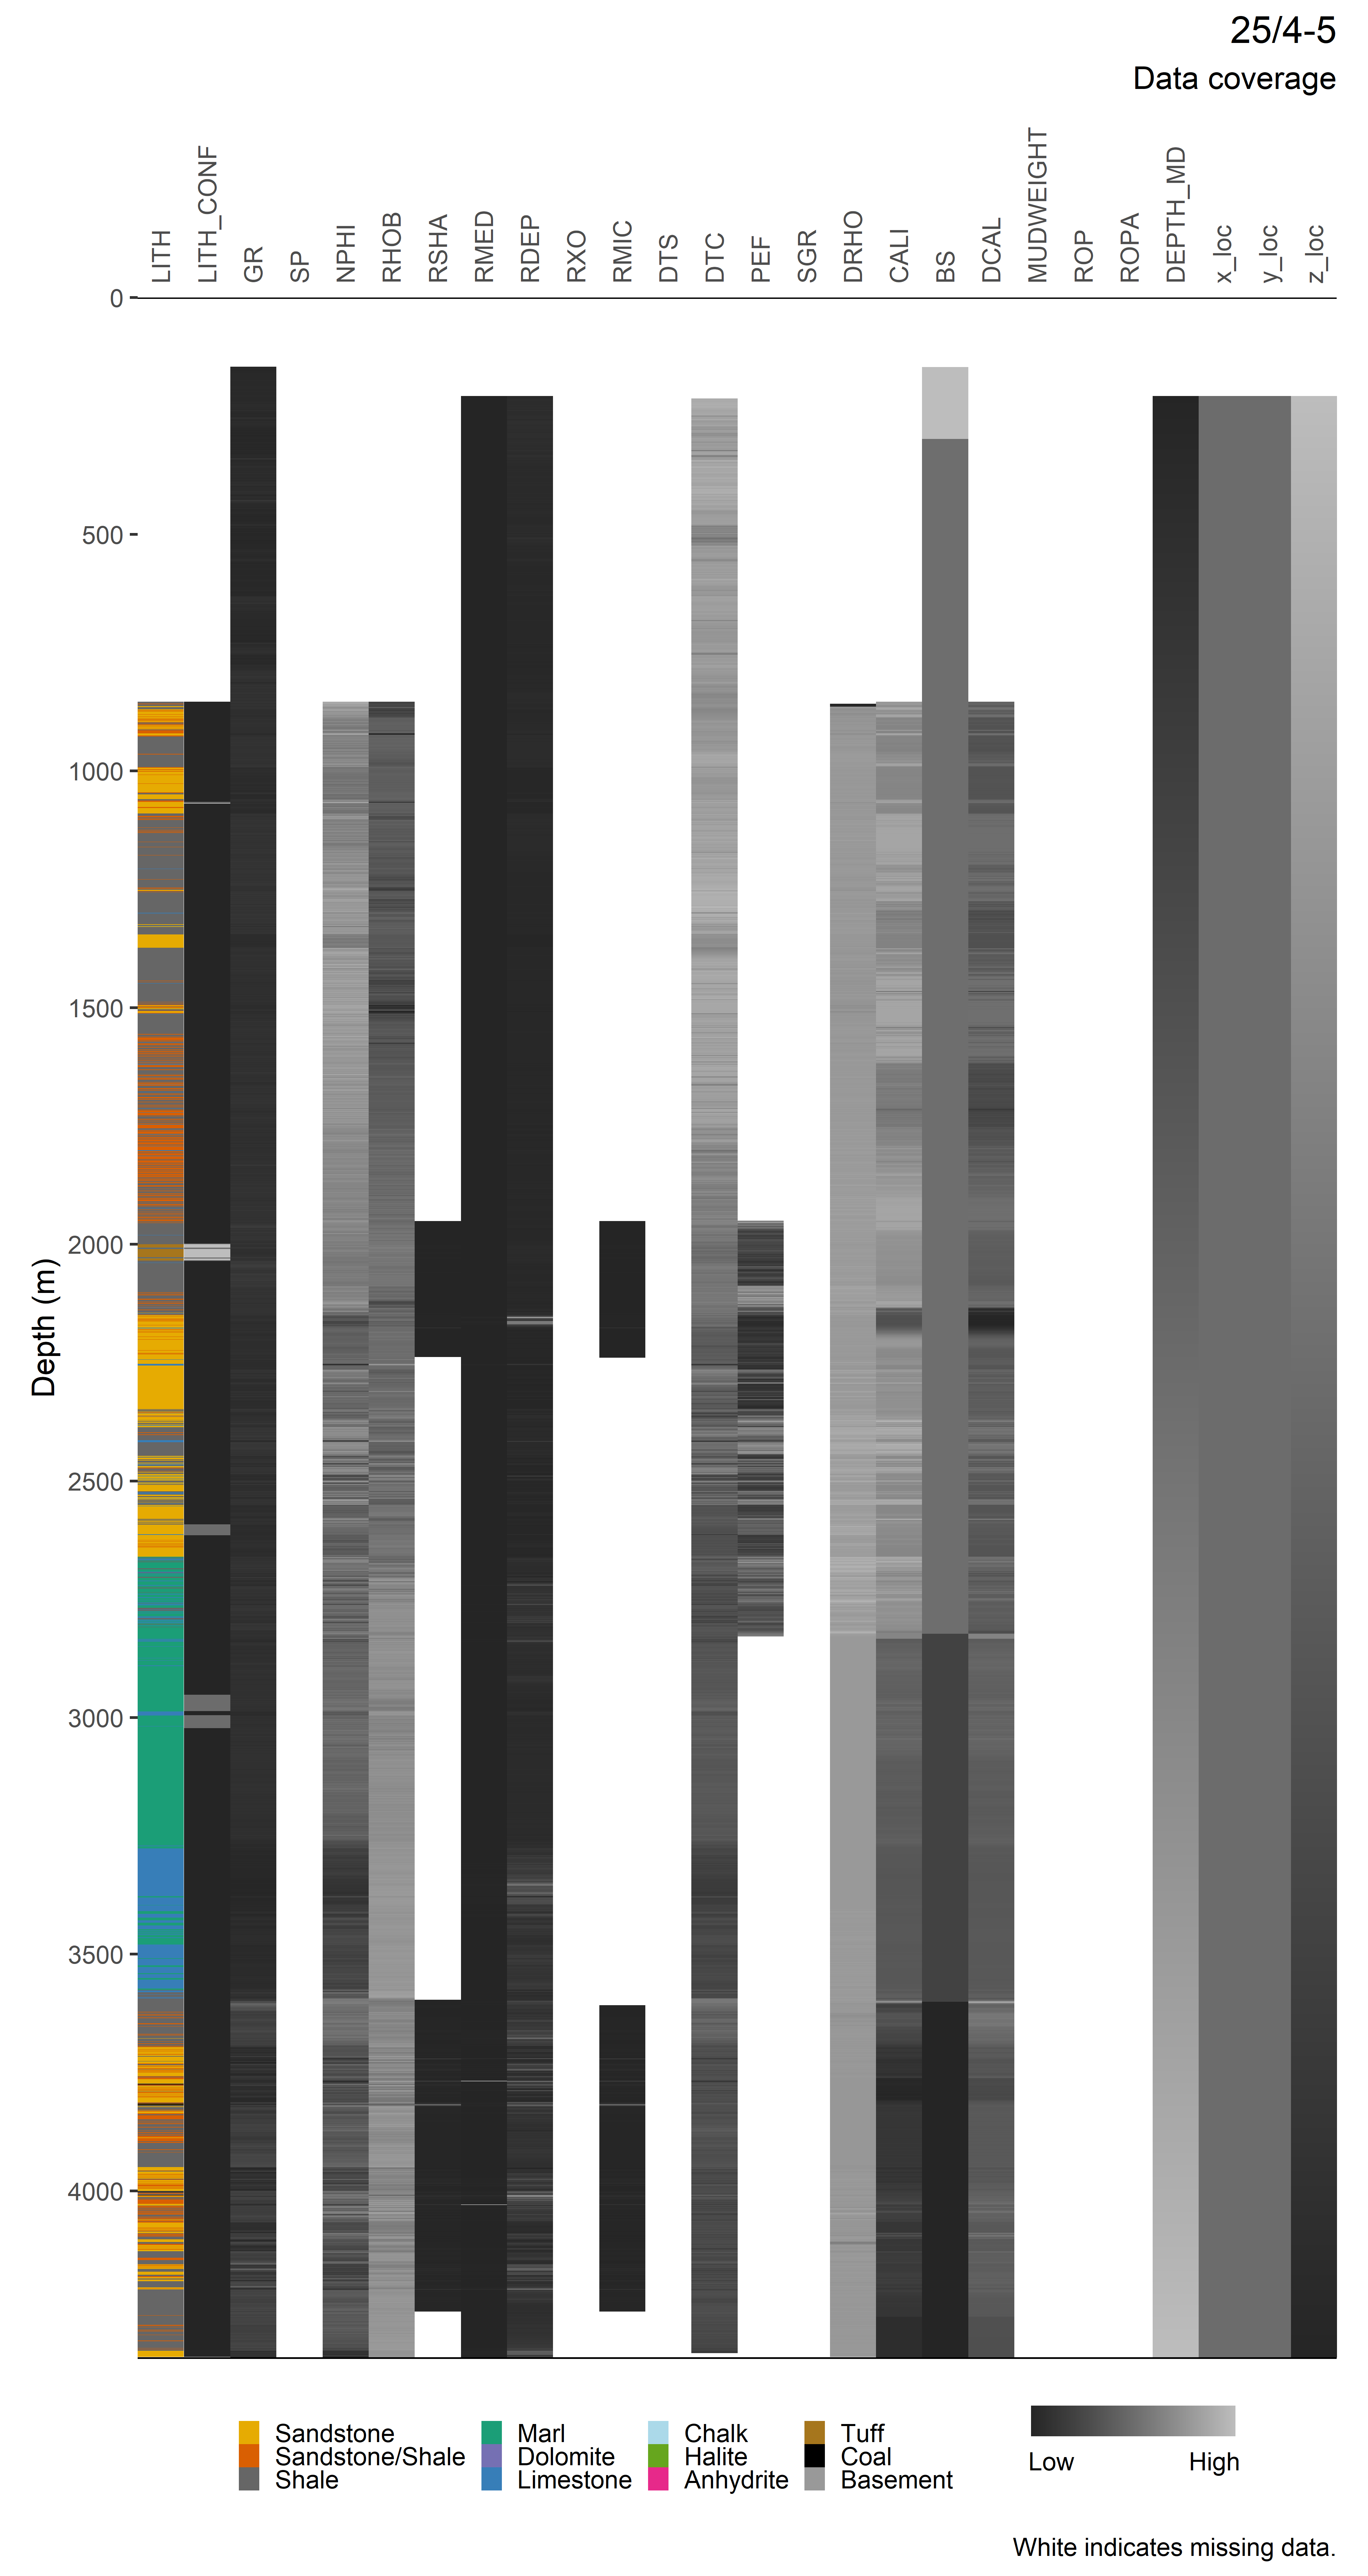 25/4-5
Data coverage
LITH
LITH_CONF
GR
SP
NPHI
RHOB
RSHA
RMED
RDEP
RXO
RMIC
DTS
DTC
PEF
SGR
DRHO
CALI
BS
DCAL
MUDWEIGHT
ROP
ROPA
DEPTH_MD
x_loc
y_loc
z_loc
0
500
1000
1500
2000
2500
3000
3500
4000
Depth (m)
Sandstone
Sandstone/Shale
Shale
Marl
Dolomite
Limestone
Chalk
Halite
Anhydrite
Tuff
Coal
Basement
Low High
White indicates missing data.